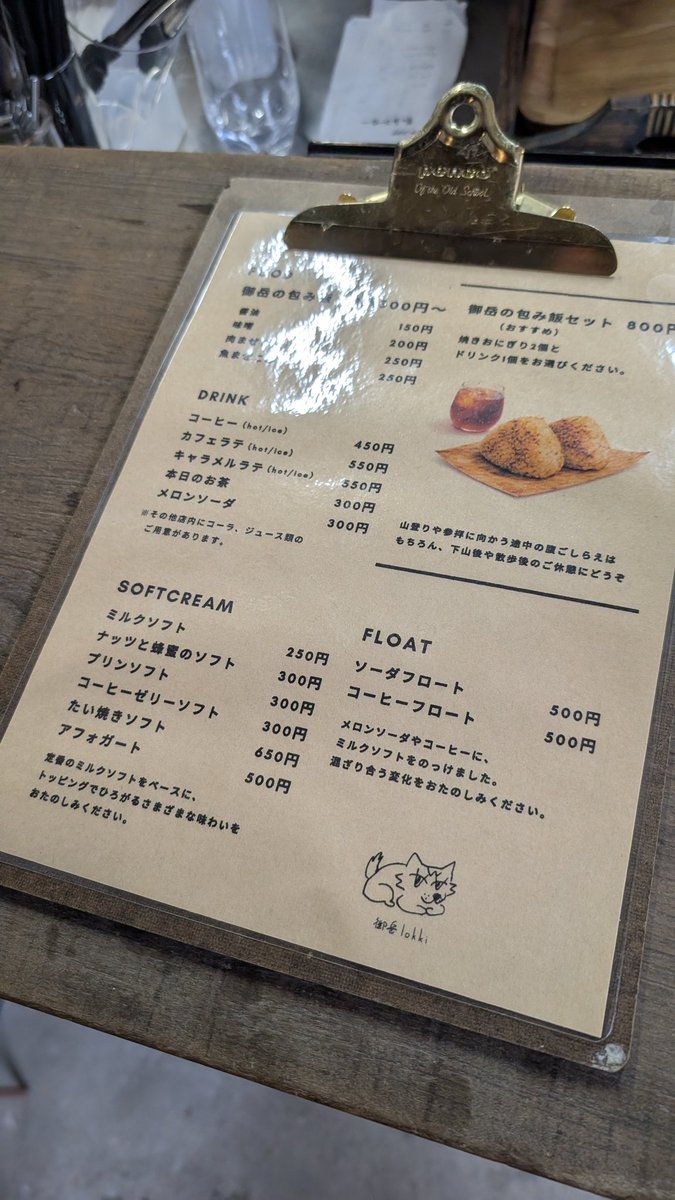 penco
Of the Old School
御岳の包み
00円～
醤油 150円
味噌 200円
肉まぜ 250円
魚まぜ 250円
御岳の包み飯セット 800円
(おすすめ)
焼きおにぎり2個と
ドリンク1個をお選びください。
DRINK
コーヒー (hot/ice) 450円
カフェラテ (hot/ice) 550円
キャラメルラテ (hot/ice) 550円
本日のお茶 300円
メロンソーダ 300円
※その他店内にコーラ、ジュース類の
ご用意があります。
山登りや参拝に向かう途中の腹ごしらえは
もちろん、下山後や散歩後のご休憩にどうぞ
SOFTCREAM
ミルクソフト 250円
ナッツと蜂蜜のソフト 300円
プリンソフト 300円
コーヒーゼリーソフト 300円
たい焼きソフト 650円
アフォガート 500円
定番のミルクソフトをベースに、
トッピングでひろがるさまざまな味わいを
おたのしみください。
FLOAT
ソーダフロート 500円
コーヒーフロート 500円
メロンソーダやコーヒーに、
ミルクソフトをのっけました。
混ざり合う変化をおたのしみください。
御岳lokki